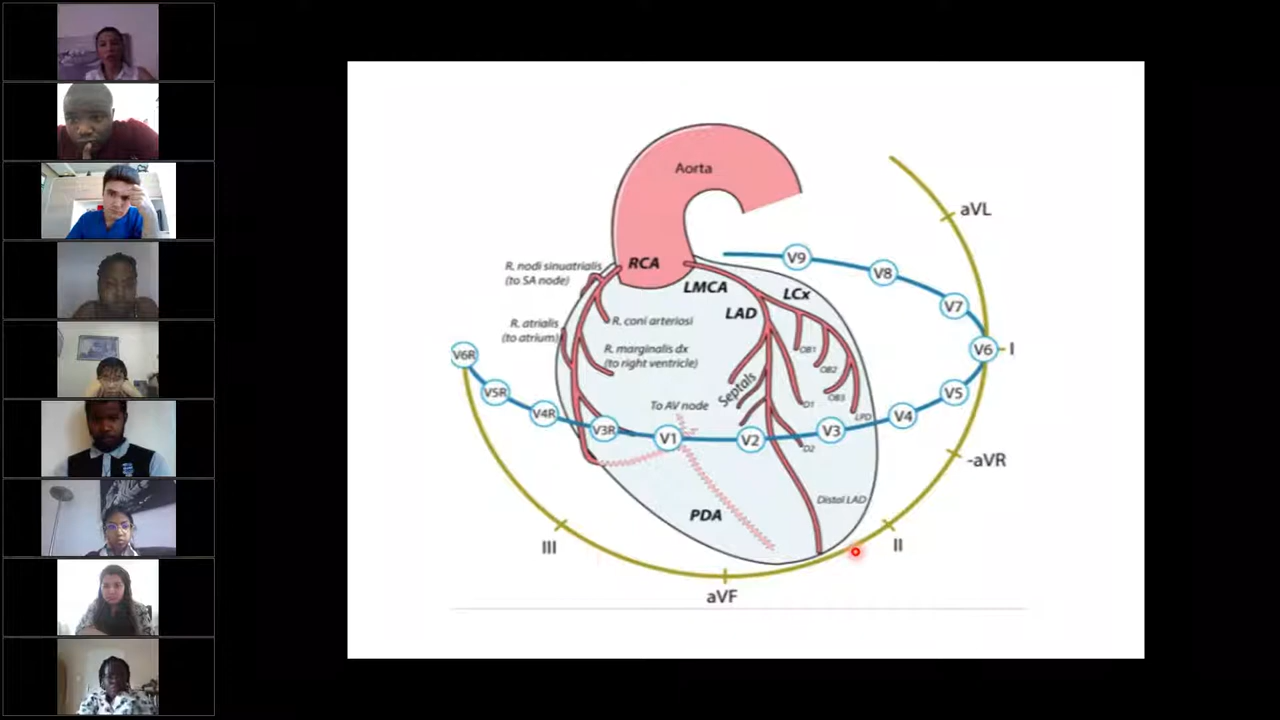 Aorta
aVL
V9
V8
V7
V6
I
R. nodi sinuatrialis
(to SA node)
RCA
LMCA
LCx
LAD
R. coni arteriosi
R. atrialis
(to atrium)
R. marginalis dx
(to right ventricle)
OB1
OB2
OB3
LPD
Septals
D1
D2
To AV node
V6R
V5R
V4R
V3R
V1
V2
V3
V4
V5
-aVR
Distal LAD
PDA
III
II
aVF